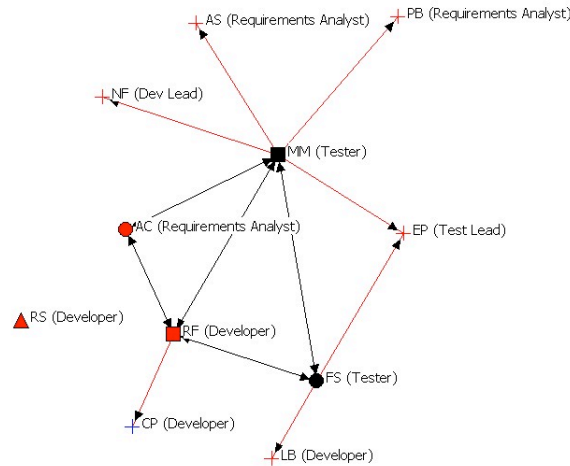 AS (Requirements Analyst)
PB (Requirements Analyst)
NF (Dev Lead)
MM (Tester)
AC (Requirements Analyst)
EP (Test Lead)
RS (Developer)
RF (Developer)
FS (Tester)
CP (Developer)
LB (Developer)